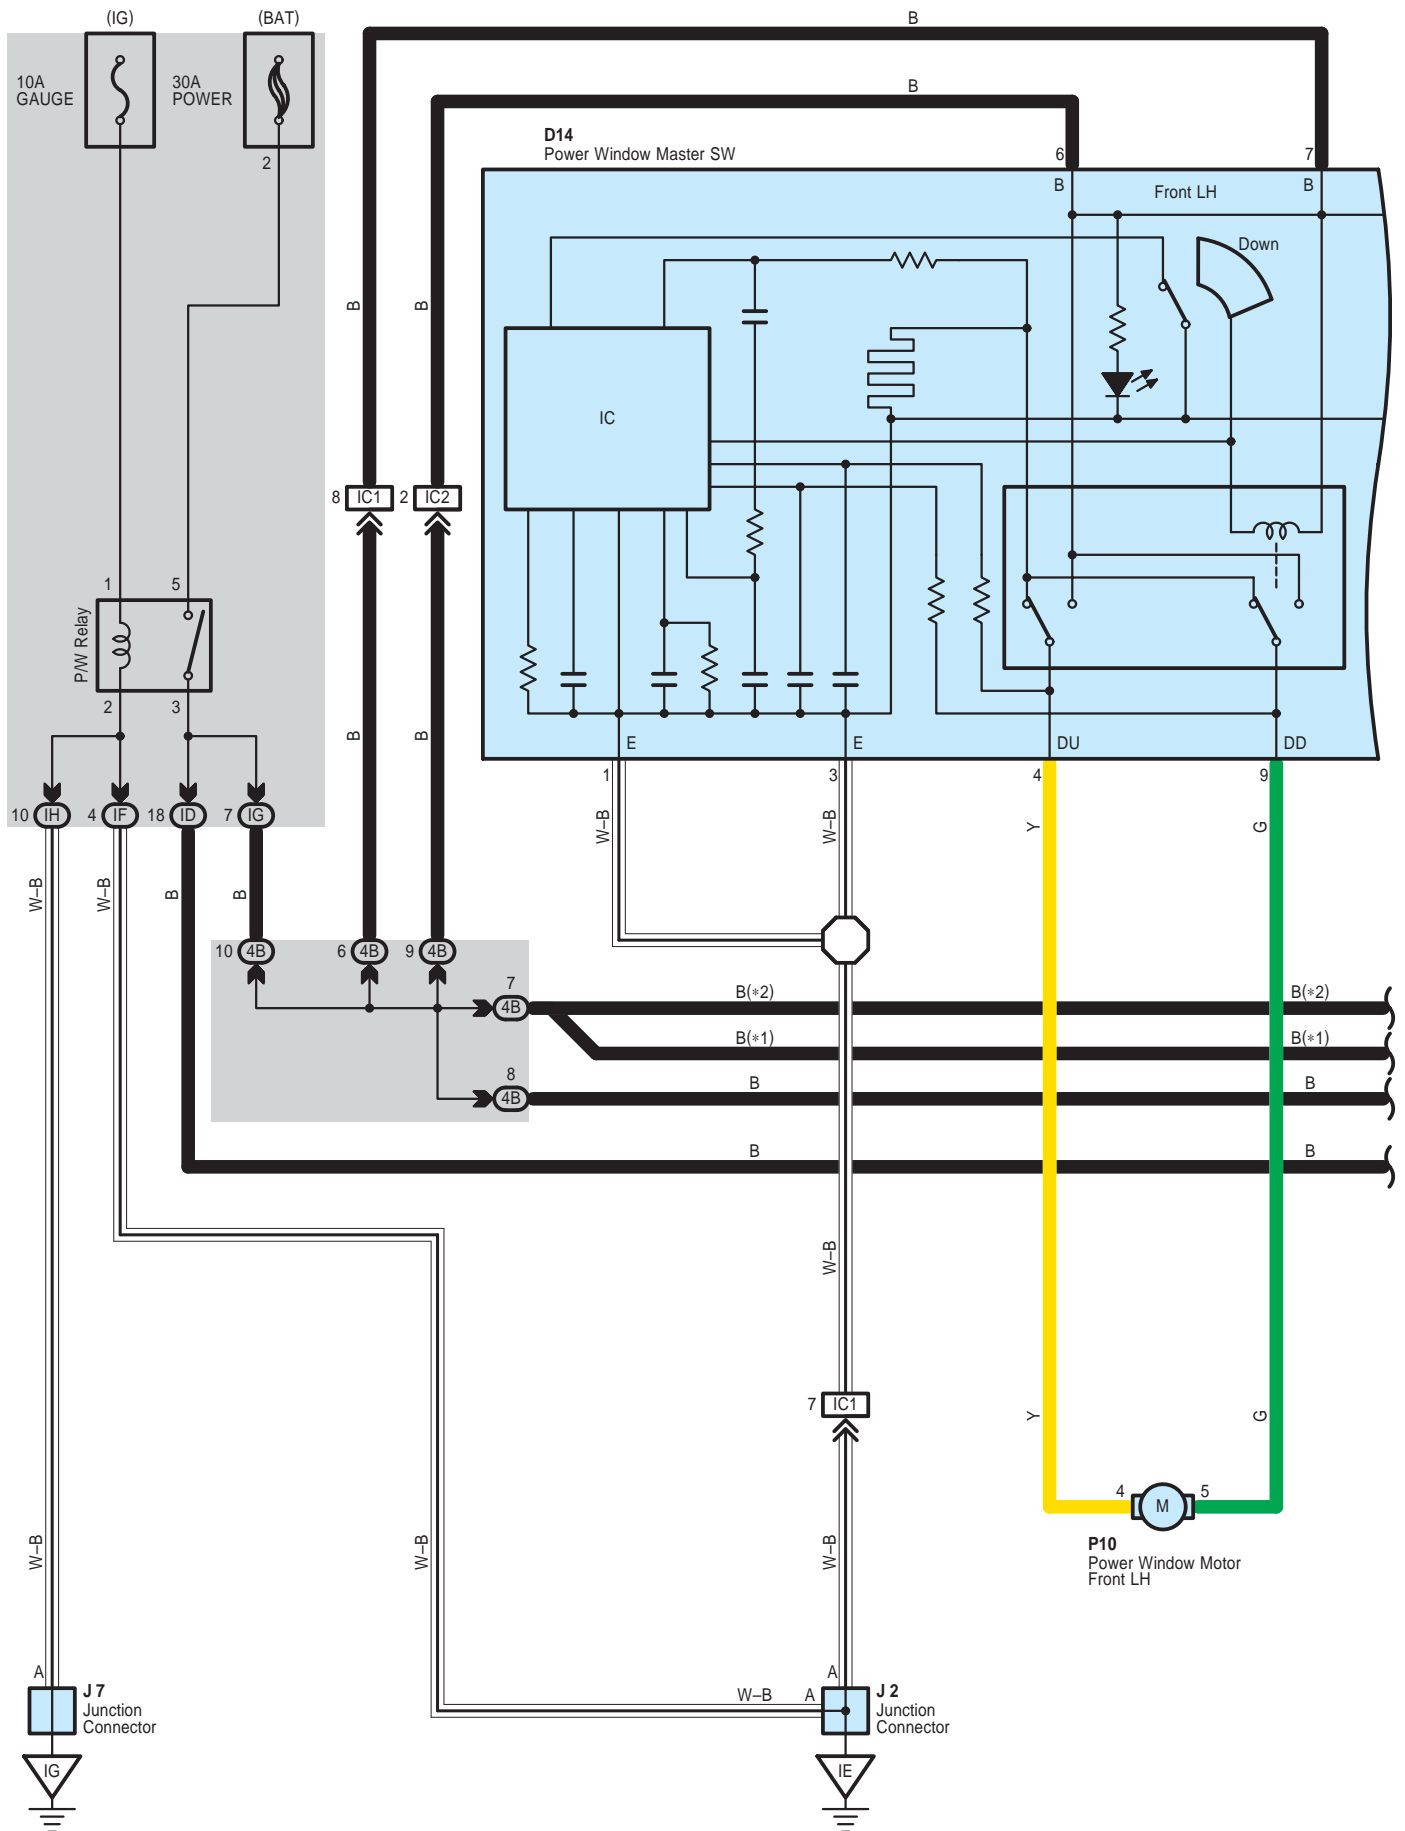 (IG)
(BAT)
B
10A
GAUGE
30A
POWER
2
B
D14
Power Window Master SW
6
7
B
Front LH
B
Down
B
B
IC
8
IC1
2
IC2
1
5
P/W Relay
2
3
B
B
E
E
DU
DD
1
3
4
9
10
IH
4
IF
18
ID
7
IG
W–B
W–B
Y
G
W–B
W–B
B
B
10
4B
6
4B
9
4B
7
4B
B(∗2)
B(∗2)
B(∗1)
B(∗1)
8
4B
B
B
B
B
W–B
7
IC1
Y
G
4
M
5
P10
Power Window Motor
Front LH
W–B
W–B
W–B
A
J 7
Junction
Connector
W–B
A
A
J 2
Junction
Connector
IG
IE